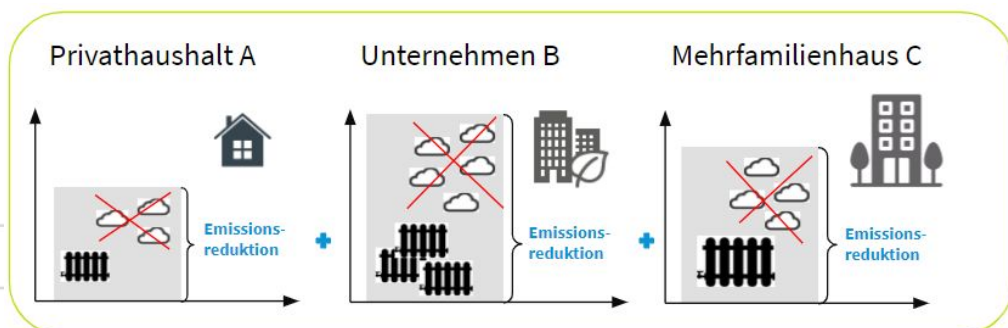 Privathaushalt A
Unternehmen B
Mehrfamilienhaus C
Emissions-
reduktion
Emissions-
reduktion
Emissions-
reduktion